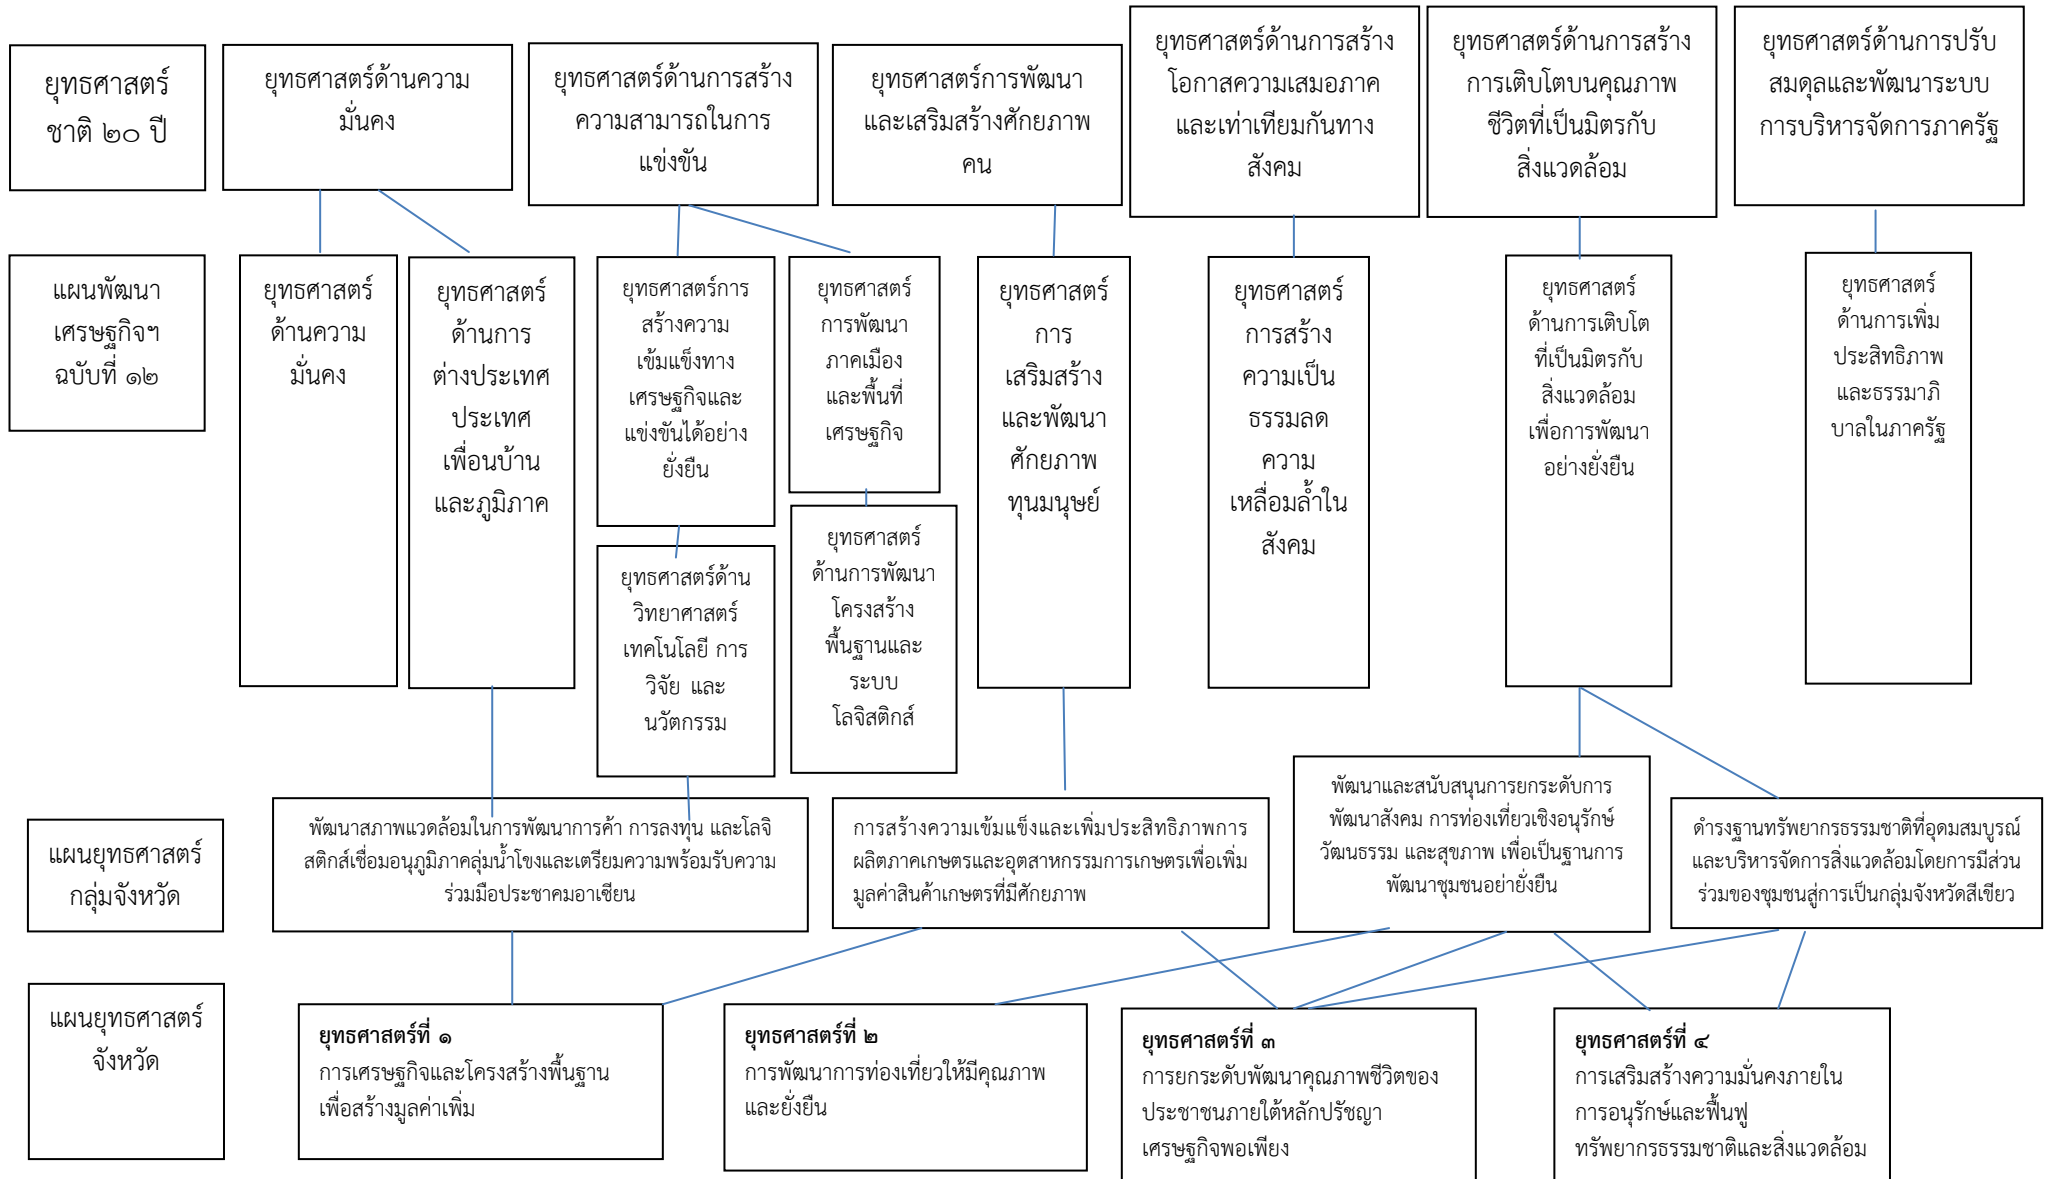 ยุทธศาสตร์
ชาติ ๒๐ ปี
ยุทธศาสตร์ด้านความ
มั่นคง
ยุทธศาสตร์ด้านการสร้าง
ความสามารถในการ
แข่งขัน
ยุทธศาสตร์การพัฒนา
และเสริมสร้างศักยภาพ
คน
ยุทธศาสตร์ด้านการสร้าง
โอกาสความเสมอภาค
และเท่าเทียมกันทาง
สังคม
ยุทธศาสตร์ด้านการสร้าง
การเติบโตบนคุณภาพ
ชีวิตที่เป็นมิตรกับ
สิ่งแวดล้อม
ยุทธศาสตร์ด้านการปรับ
สมดุลและพัฒนาระบบ
การบริหารจัดการภาครัฐ
แผนพัฒนา
เศรษฐกิจฯ
ฉบับที่ ๑๒
ยุทธศาสตร์
ด้านความ
มั่นคง
ยุทธศาสตร์
ด้านการ
ต่างประเทศ
ประเทศ
เพื่อนบ้าน
และภูมิภาค
ยุทธศาสตร์การ
สร้างความ
เข้มแข็งทาง
เศรษฐกิจและ
แข่งขันได้อย่าง
ยั่งยืน
ยุทธศาสตร์
การพัฒนา
ภาคเมือง
และพื้นที่
เศรษฐกิจ
ยุทธศาสตร์
การ
เสริมสร้าง
และพัฒนา
ศักยภาพ
ทุนมนุษย์
ยุทธศาสตร์
การสร้าง
ความเป็น
ธรรมลด
ความ
เหลื่อมล้ำใน
สังคม
ยุทธศาสตร์
ด้านการเติบโต
ที่เป็นมิตรกับ
สิ่งแวดล้อม
เพื่อการพัฒนา
อย่างยั่งยืน
ยุทธศาสตร์
ด้านการเพิ่ม
ประสิทธิภาพ
และธรรมาภิ
บาลในภาครัฐ
ยุทธศาสตร์ด้าน
วิทยาศาสตร์
เทคโนโลยี การ
วิจัย และ
นวัตกรรม
ยุทธศาสตร์
ด้านการพัฒนา
โครงสร้าง
พื้นฐานและ
ระบบ
โลจิสติกส์
แผนยุทธศาสตร์
กลุ่มจังหวัด
พัฒนาสภาพแวดล้อมในการพัฒนาการค้า การลงทุน และโลจิ
สติกส์เชื่อมอนุภูมิภาคลุ่มน้ำโขงและเตรียมความพร้อมรับความ
ร่วมมือประชาคมอาเซียน
การสร้างความเข้มแข็งและเพิ่มประสิทธิภาพการ
ผลิตภาคเกษตรและอุตสาหกรรมการเกษตรเพื่อเพิ่ม
มูลค่าสินค้าเกษตรที่มีศักยภาพ
พัฒนาและสนับสนุนการยกระดับการ
พัฒนาสังคม การท่องเที่ยวเชิงอนุรักษ์
วัฒนธรรม และสุขภาพ เพื่อเป็นฐานการ
พัฒนาชุมชนอย่ายั่งยืน
ดำรงฐานทรัพยากรธรรมชาติที่อุดมสมบูรณ์
และบริหารจัดการสิ่งแวดล้อมโดยการมีส่วน
ร่วมของชุมชนสู่การเป็นกลุ่มจังหวัดสีเขียว
แผนยุทธศาสตร์
จังหวัด
ยุทธศาสตร์ที่ ๑
การเศรษฐกิจและโครงสร้างพื้นฐาน
เพื่อสร้างมูลค่าเพิ่ม
ยุทธศาสตร์ที่ ๒
การพัฒนาการท่องเที่ยวให้มีคุณภาพ
และยั่งยืน
ยุทธศาสตร์ที่ ๓
การยกระดับพัฒนาคุณภาพชีวิตของ
ประชาชนภายใต้หลักปรัชญา
เศรษฐกิจพอเพียง
ยุทธศาสตร์ที่ ๔
การเสริมสร้างความมั่นคงภายใน
การอนุรักษ์และฟื้นฟู
ทรัพยากรธรรมชาติและสิ่งแวดล้อม